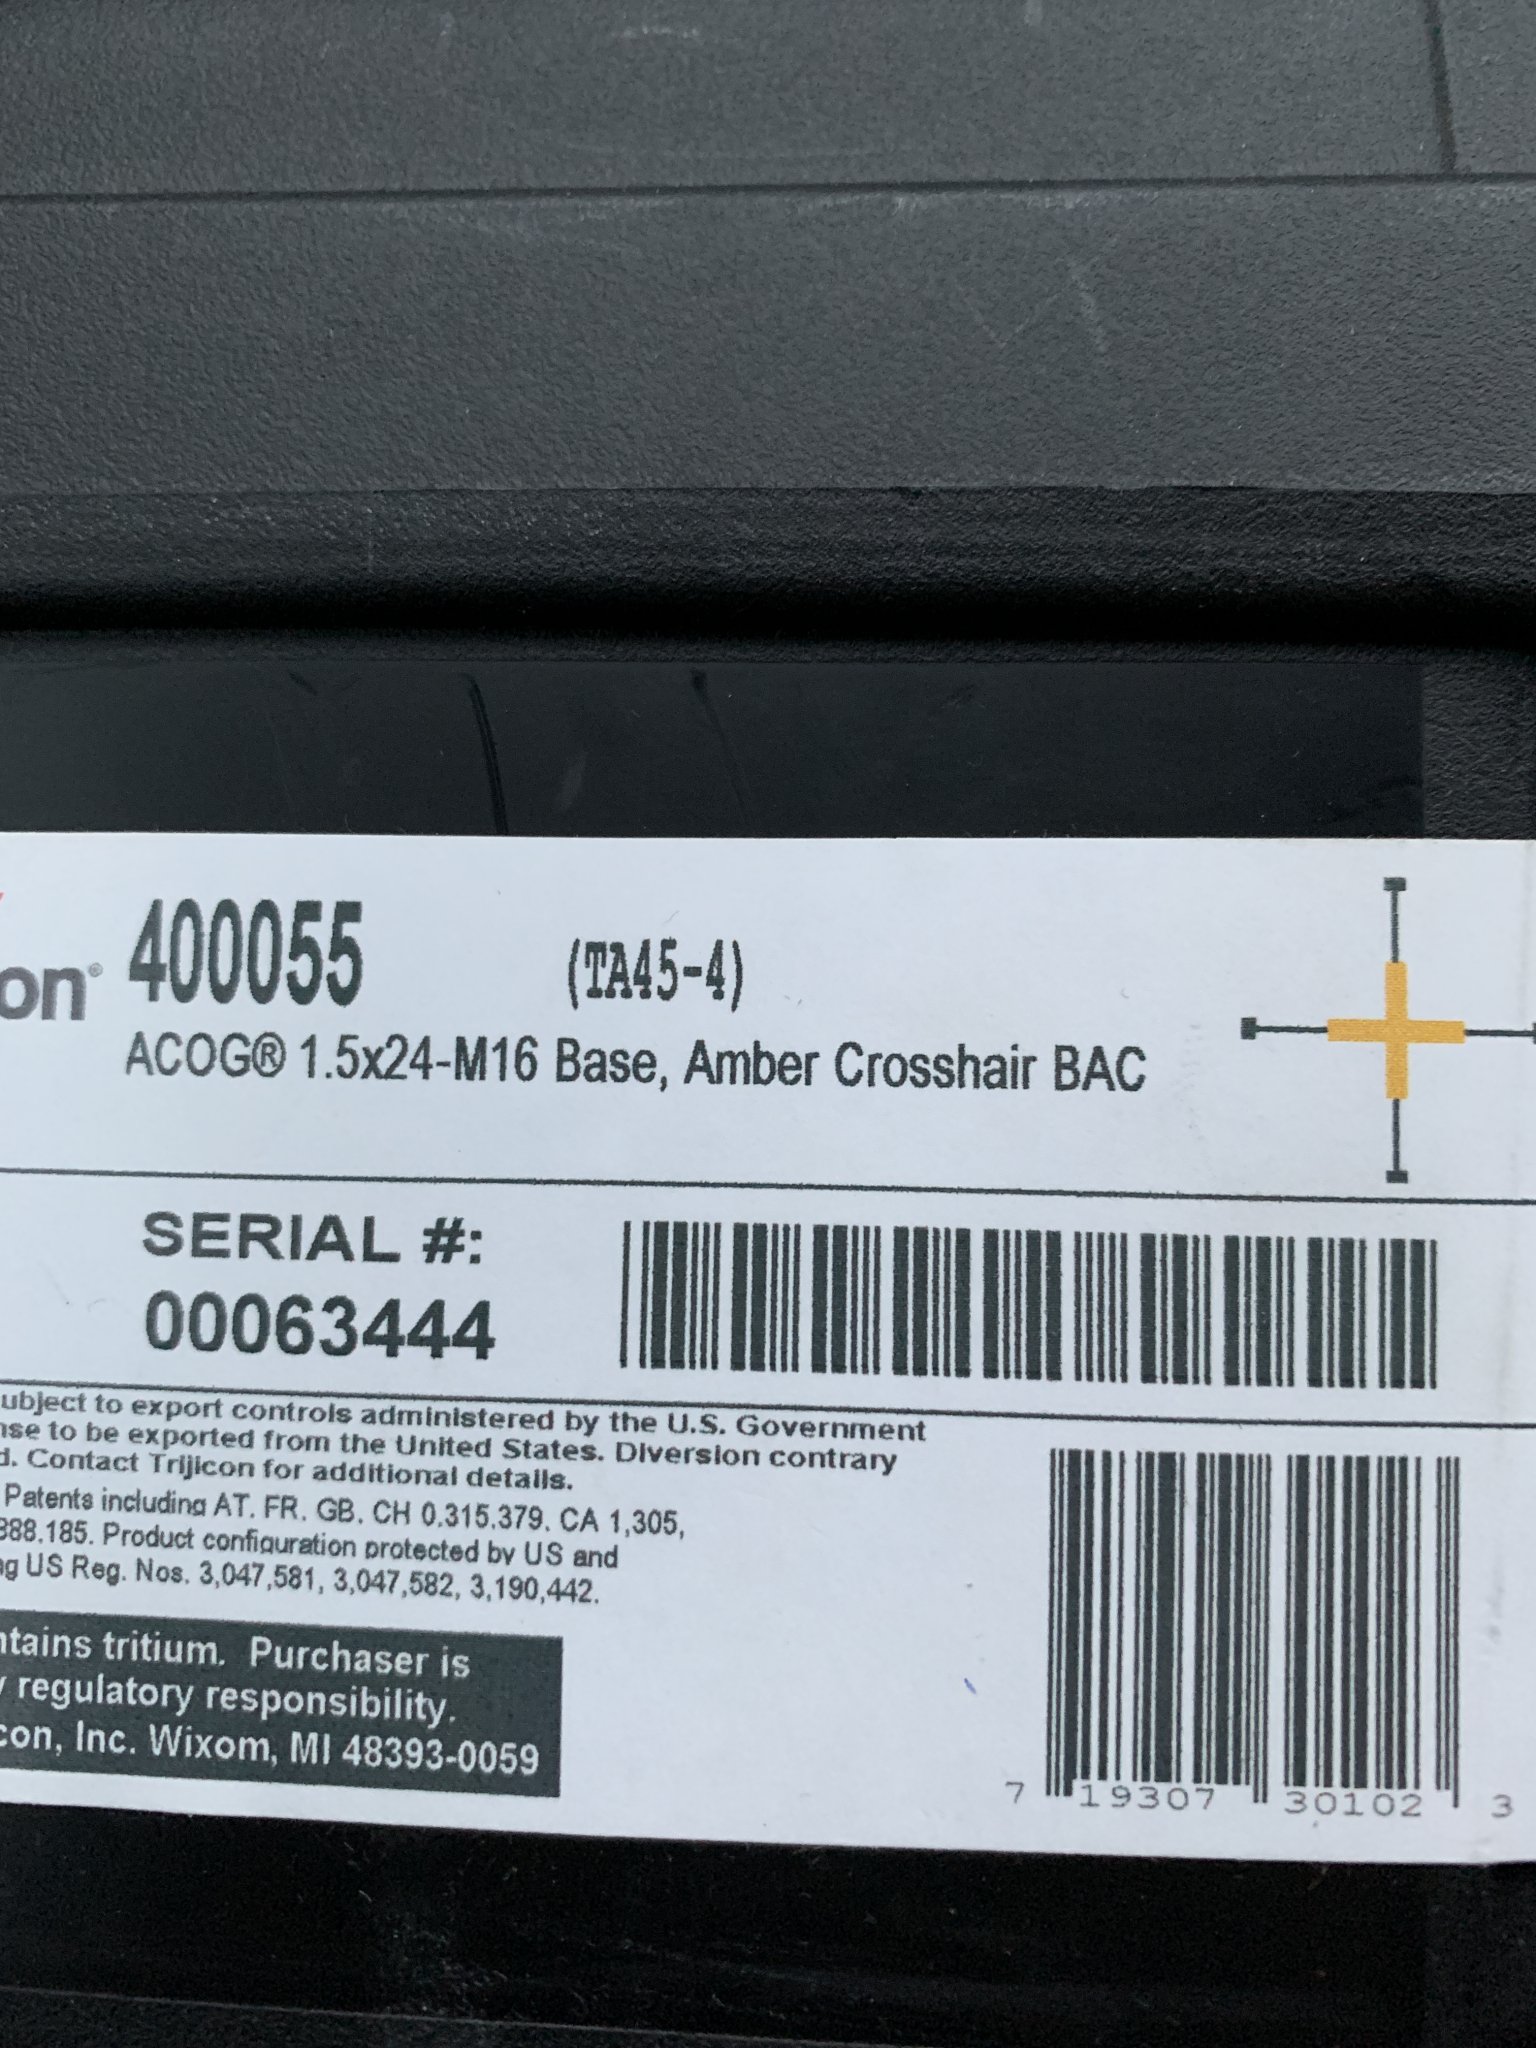 on® 400055 (TA45-4)
ACOG® 1.5x24-M16 Base, Amber Crosshair BAC
SERIAL #:
00063444
ubject to export controls administered by the U.S. Government
nse to be exported from the United States. Diversion contrary
d. Contact Trijicon for additional details.
Patents including AT. FR. GB. CH 0.315.379. CA 1,305,
388.185. Product configuration protected by US and
ng US Reg. Nos. 3,047,581, 3,047,582, 3,190,442.
ntains tritium. Purchaser is
y regulatory responsibility.
con, Inc. Wixom, MI 48393-0059
7 19307 30102 3